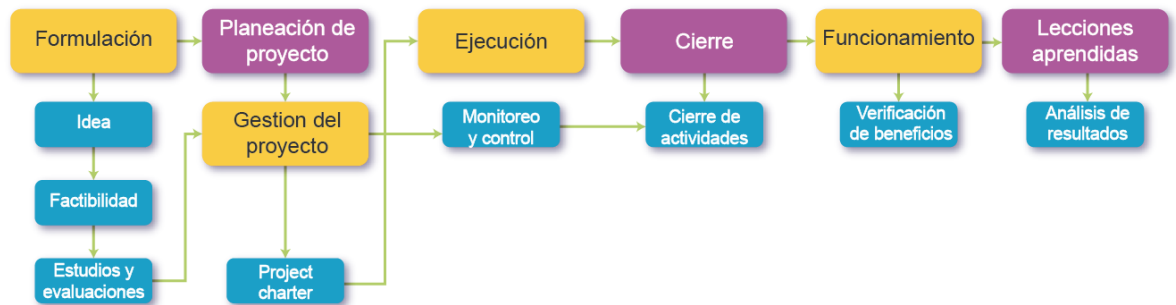 Formulación
Planeación de
proyecto
Ejecución
Cierre
Funcionamiento
Lecciones
aprendidas
Idea
Gestion del
proyecto
Monitoreo
y control
Cierre de
actividades
Verificación
de beneficios
Análisis de
resultados
Factibilidad
Estudios y
evaluaciones
Project
charter